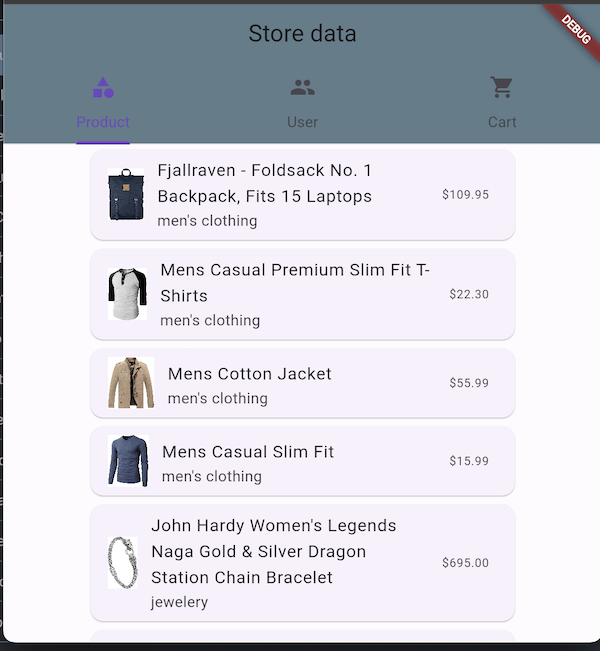 Store data
DEBUG
Product
User
Cart
Fjallraven - Foldsack No. 1
Backpack, Fits 15 Laptops
men's clothing
$109.95
Mens Casual Premium Slim Fit T-
Shirts
men's clothing
$22.30
Mens Cotton Jacket
men's clothing
$55.99
Mens Casual Slim Fit
men's clothing
$15.99
John Hardy Women's Legends
Naga Gold & Silver Dragon
Station Chain Bracelet
jewelery
$695.00